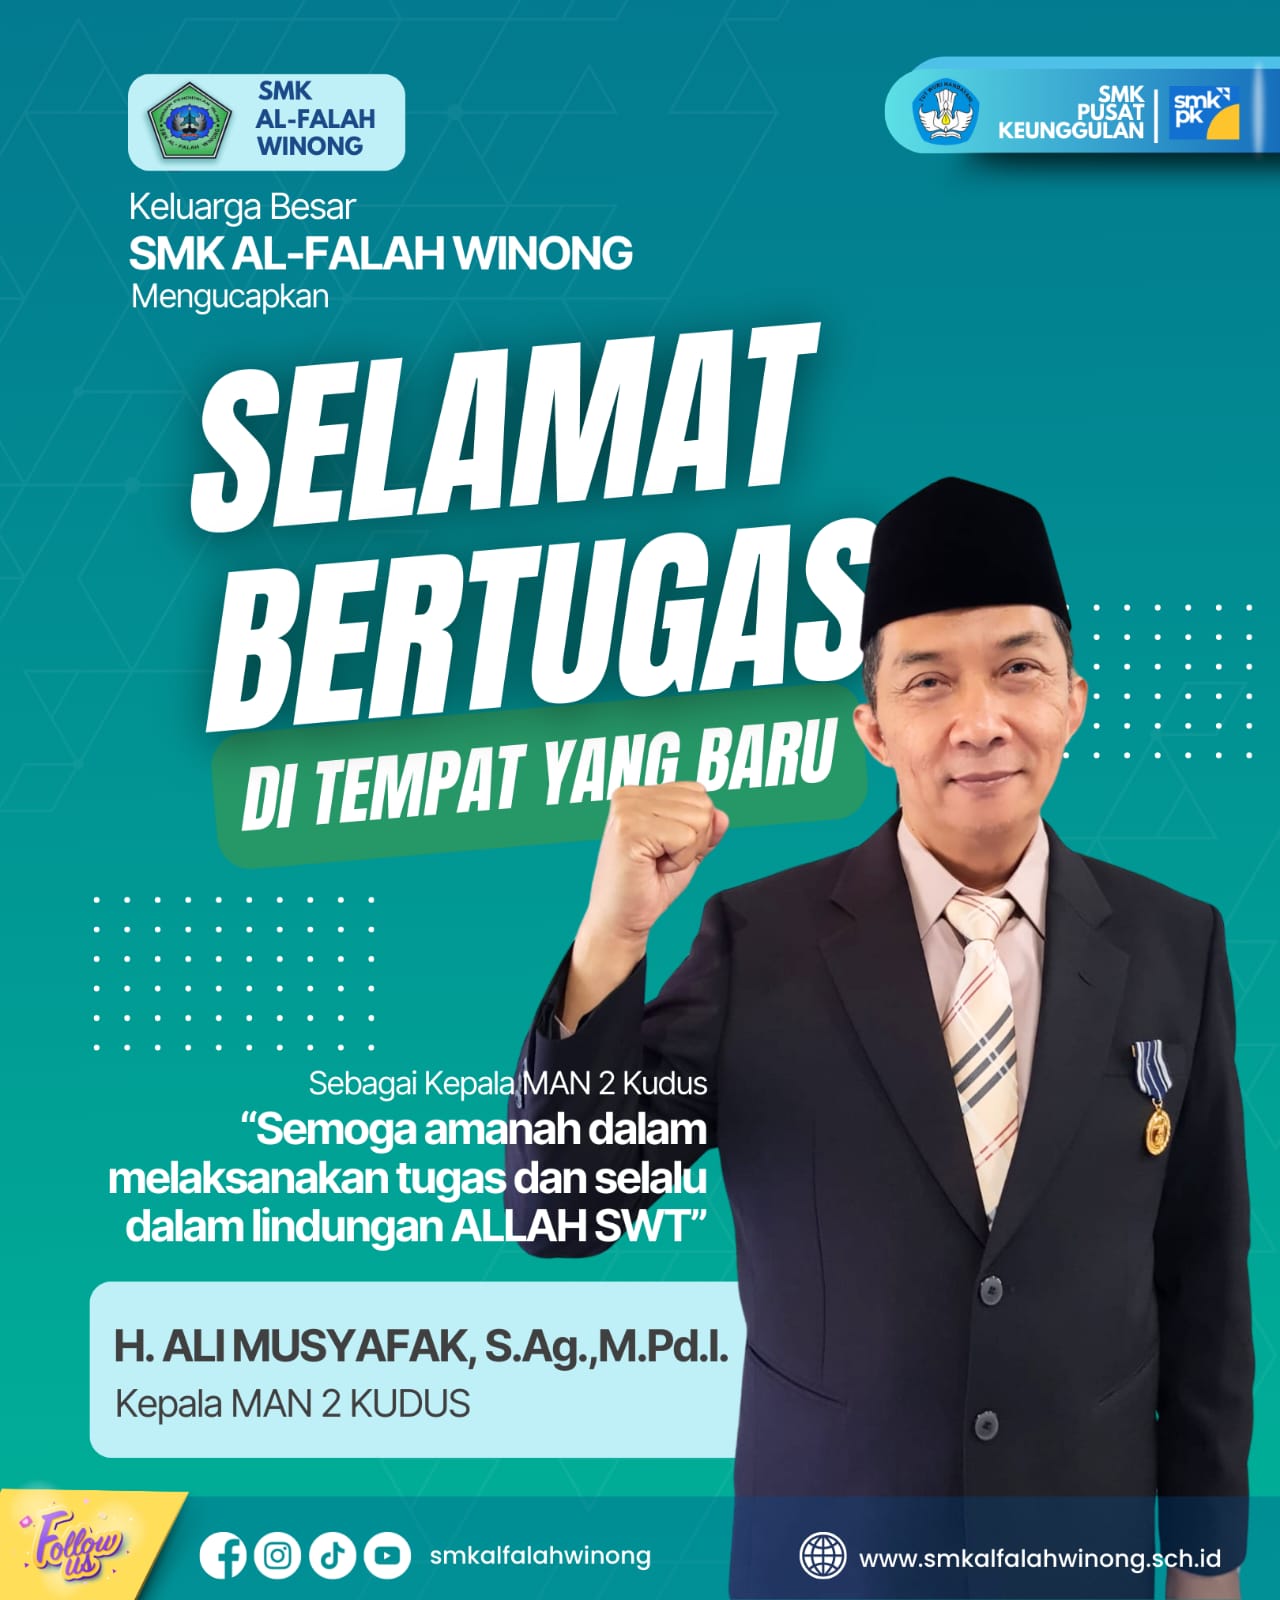 SMK
AL-FALAH
WINONG
SMK
PUSAT
KEUNGGULAN
smk
pk
Keluarga Besar
SMK AL-FALAH WINONG
Mengucapkan
SELAMAT
BERTUGAS
DI TEMPAT YANG BARU
Sebagai Kepala MAN 2 Kudus
“Semoga amanah dalam
melaksanakan tugas dan selalu
dalam lindungan ALLAH SWT”
H. ALI MUSYAFAK, S.Ag.,M.Pd.I.
Kepala MAN 2 KUDUS
Follow
us
smkalfalahwinong
www.smkalfalahwinong.sch.id